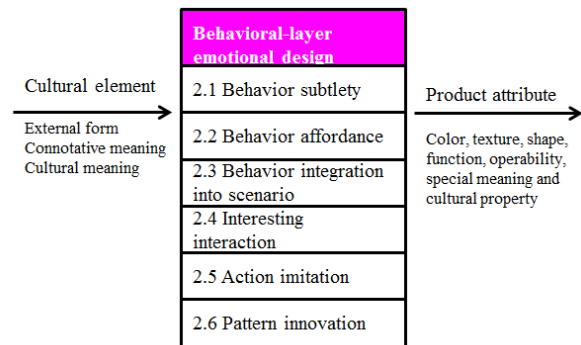 Cultural element
External form
Connotative meaning
Cultural meaning
Behavioral-layer
emotional design
2.1 Behavior subtlety
2.2 Behavior affordance
2.3 Behavior integration
into scenario
2.4 Interesting
interaction
2.5 Action imitation
2.6 Pattern innovation
Product attribute
Color, texture, shape,
function, operability,
special meaning and
cultural property